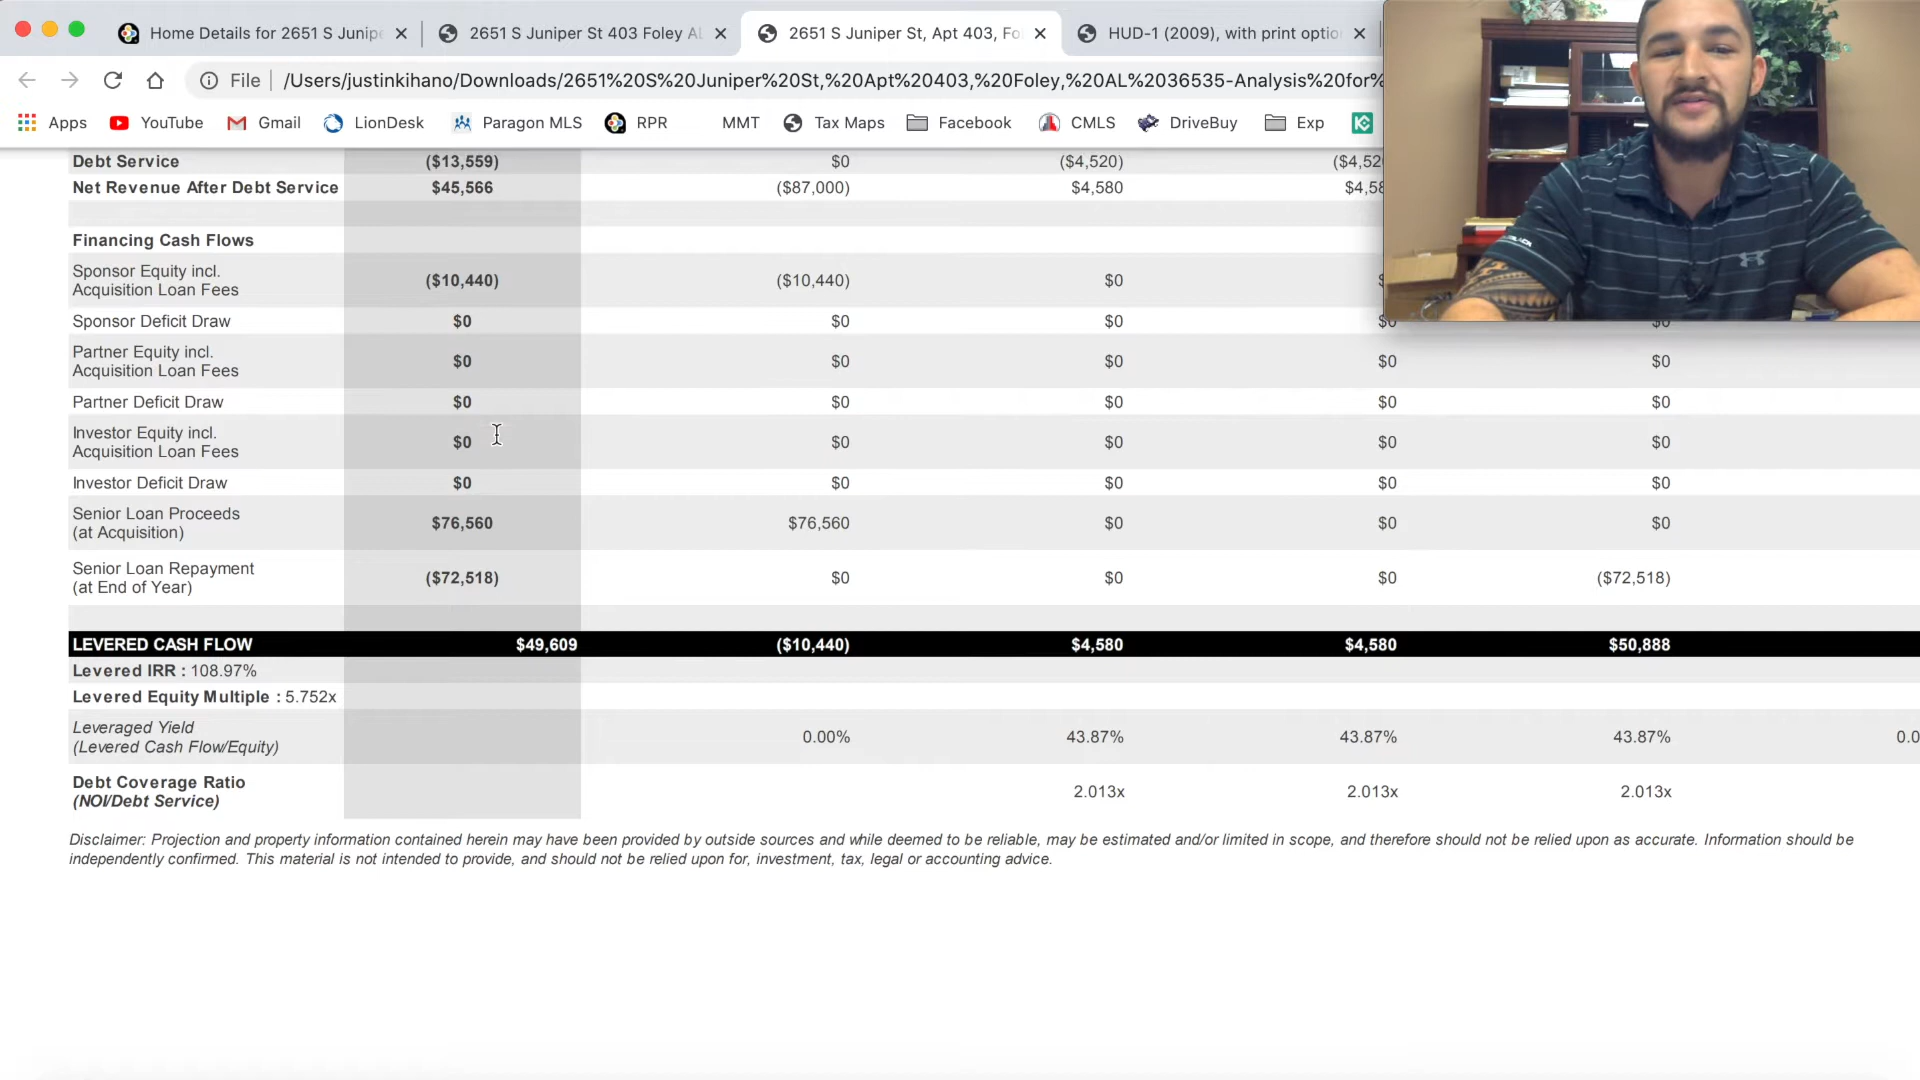 Home Details for 2651 S Junipe
2651 S Juniper St 403 Foley AL
2651 S Juniper St, Apt 403, Fo
HUD-1 (2009), with print optio
File /Users/justinkihano/Downloads/2651%20S%20Juniper%20St,%20Apt%20403,%20Foley,%20AL%2036535-Analysis%20for%
Apps YouTube Gmail LionDesk Paragon MLS RPR MMT Tax Maps Facebook CMLS DriveBuy Exp
Debt Service ($13,559) $0 ($4,520) ($4,520
Net Revenue After Debt Service $45,566 ($87,000) $4,580 $4,58
Financing Cash Flows
Sponsor Equity incl.
Acquisition Loan Fees ($10,440) ($10,440) $0
Sponsor Deficit Draw $0 $0 $0 $0 $0
Partner Equity incl.
Acquisition Loan Fees $0 $0 $0 $0 $0
Partner Deficit Draw $0 $0 $0 $0 $0
Investor Equity incl.
Acquisition Loan Fees $0 $0 $0 $0 $0
Investor Deficit Draw $0 $0 $0 $0 $0
Senior Loan Proceeds
(at Acquisition) $76,560 $76,560 $0 $0 $0
Senior Loan Repayment
(at End of Year) ($72,518) $0 $0 $0 ($72,518)
LEVERED CASH FLOW $49,609 ($10,440) $4,580 $4,580 $50,888
Levered IRR : 108.97%
Levered Equity Multiple : 5.752x
Leveraged Yield
(Levered Cash Flow/Equity) 0.00% 43.87% 43.87% 43.87% 0.0
Debt Coverage Ratio
(NOI/Debt Service) 2.013x 2.013x 2.013x
Disclaimer: Projection and property information contained herein may have been provided by outside sources and while deemed to be reliable, may be estimated and/or limited in scope, and therefore should not be relied upon as accurate. Information should be
independently confirmed. This material is not intended to provide, and should not be relied upon for, investment, tax, legal or accounting advice.